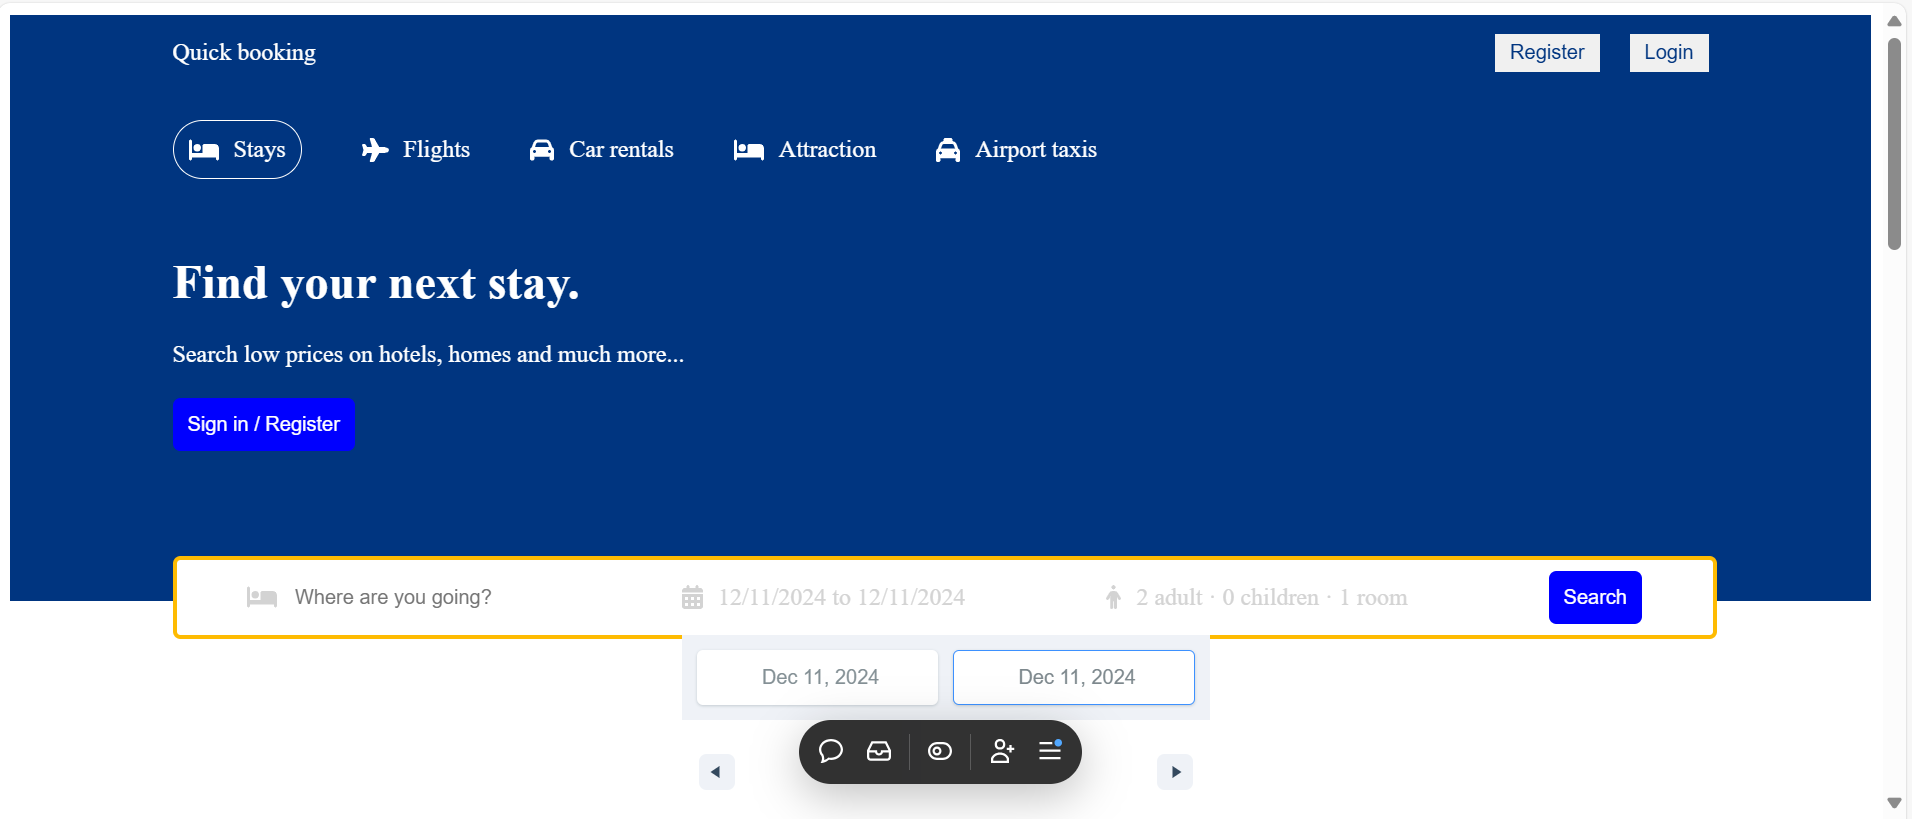 Quick booking
Register
Login
Stays
Flights
Car rentals
Attraction
Airport taxis
Find your next stay.
Search low prices on hotels, homes and much more...
Sign in / Register
Where are you going?
12/11/2024 to 12/11/2024
2 adult · 0 children · 1 room
Search
Dec 11, 2024
Dec 11, 2024